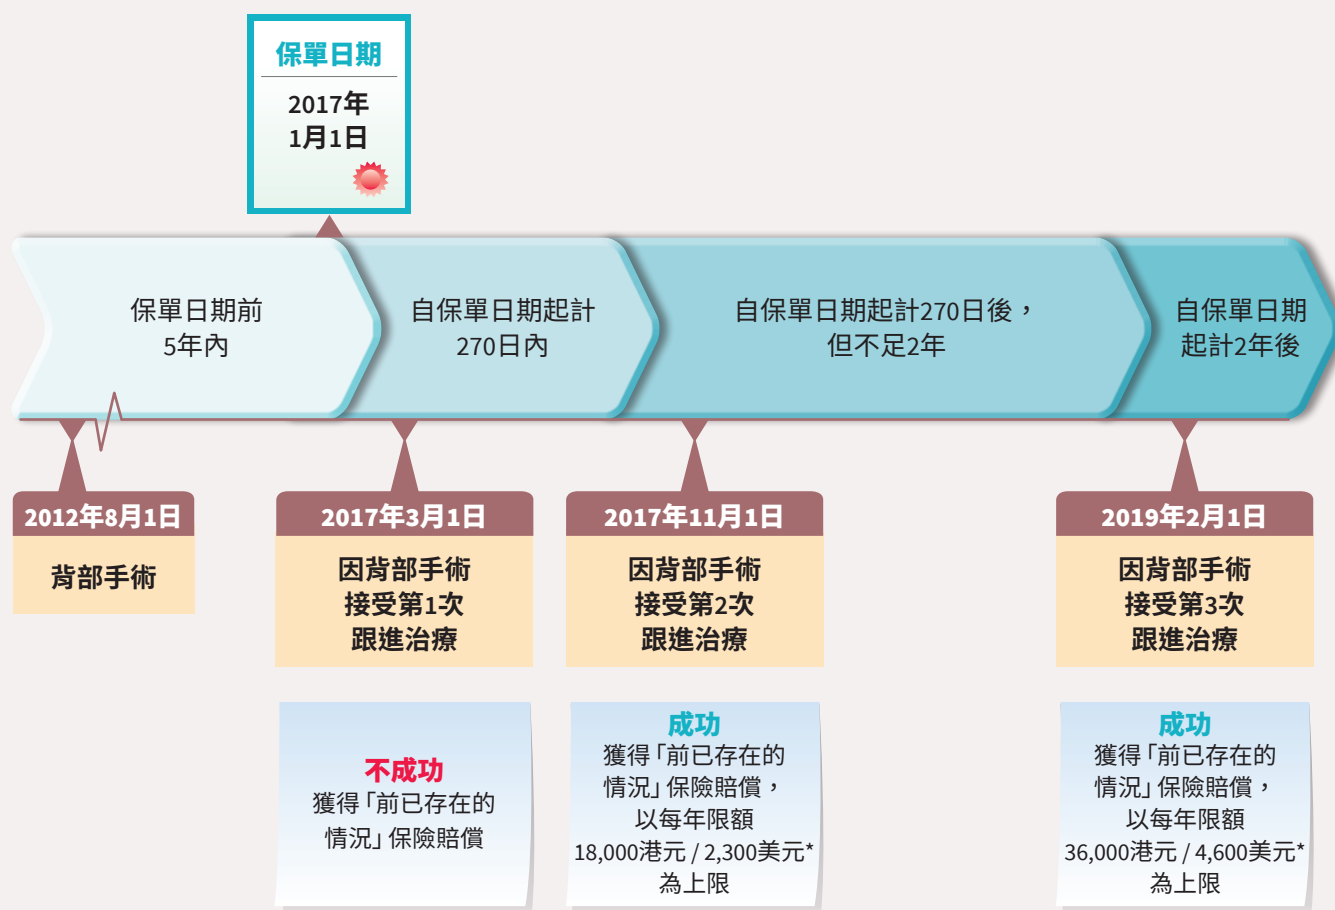 保單日期
2017年
1月1日
保單日期前
5年內
自保單日期起計
270日內
自保單日期起計270日後，
但不足2年
自保單日期
起計2年後
2012年8月1日
背部手術
2017年3月1日
因背部手術
接受第1次
跟進治療
不成功
獲得「前已存在的
情況」保險賠償
2017年11月1日
因背部手術
接受第2次
跟進治療
成功
獲得「前已存在的
情況」保險賠償，
以每年限額
18,000港元 / 2,300美元*
為上限
2019年2月1日
因背部手術
接受第3次
跟進治療
成功
獲得「前已存在的
情況」保險賠償，
以每年限額
36,000港元 / 4,600美元*
為上限